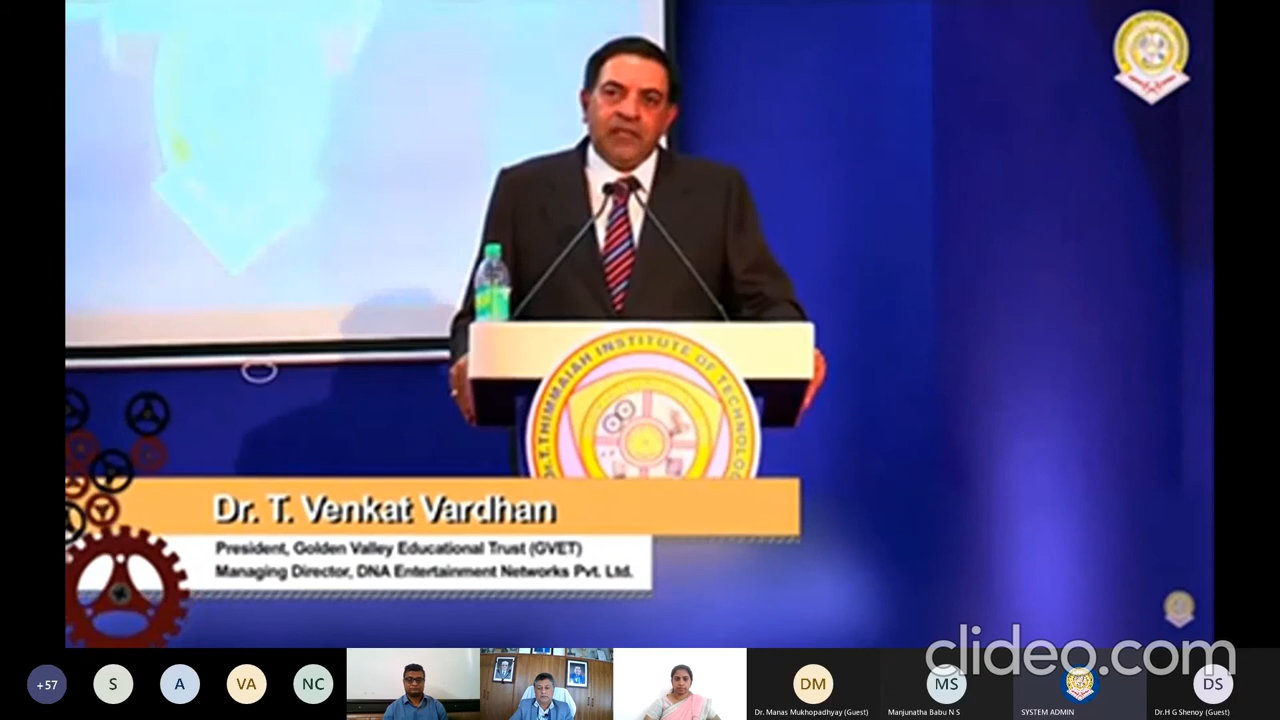 Dr. T. THIMMAIAH INSTITUTE OF TECHNOLOGY
Dr. T. Venkat Vardhan
President, Golden Valley Educational Trust (GVET)
Managing Director, DNA Entertainment Networks Pvt. Ltd.
clideo.com
+57
S
A
VA
NC
DM
MS
DS
Dr. Manas Mukhopadhyay (Guest)
Manjunatha Babu N S
SYSTEM ADMIN
Dr.H G Shenoy (Guest)